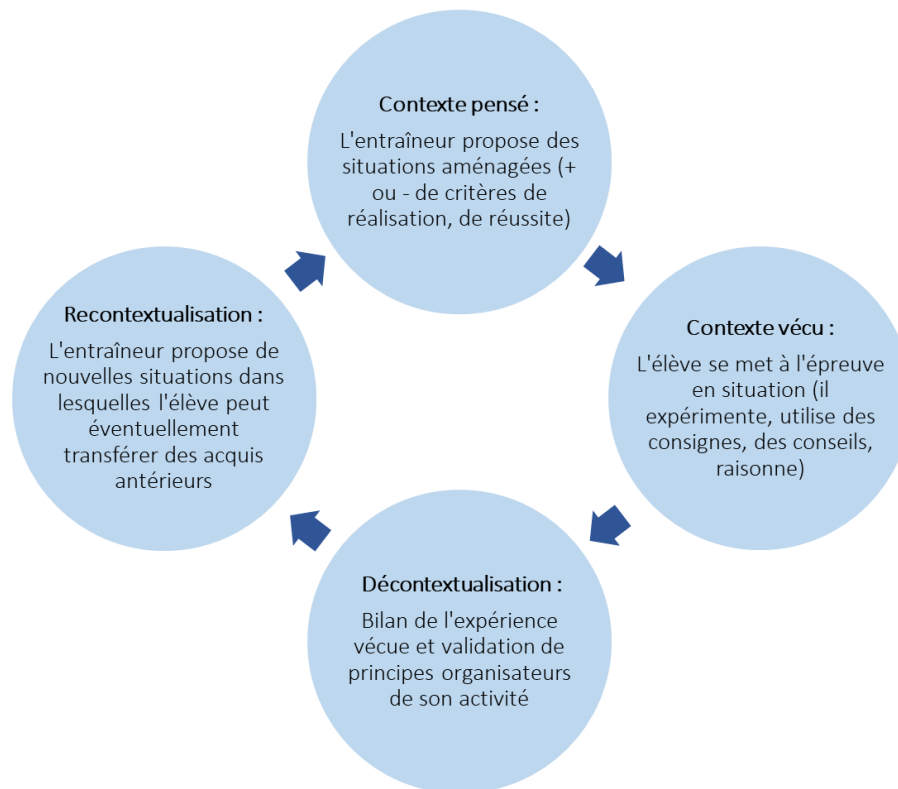 Contexte pensé :
L'entraîneur propose des
situations aménagées (+
ou - de critères de
réalisation, de réussite)
Contexte vécu :
L'élève se met à l'épreuve
en situation (il
expérimente, utilise des
consignes, des conseils,
raisonne)
Décontextualisation :
Bilan de l'expérience
vécue et validation de
principes organisateurs
de son activité
Recontextualisation :
L'entraîneur propose de
nouvelles situations dans
lesquelles l'élève peut
éventuellement
transférer des acquis
antérieurs